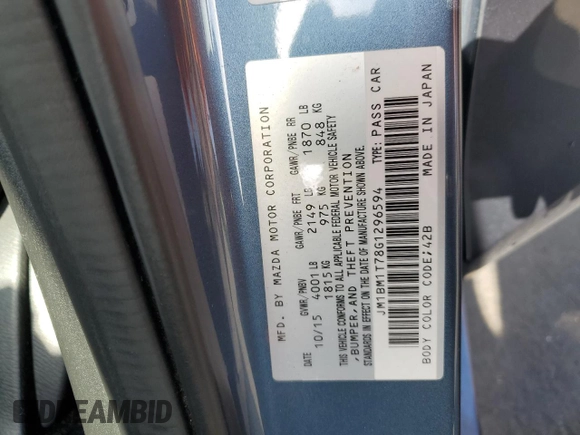 MFD. BY MAZDA MOTOR CORPORATION
GVWR/PNBV GAWR/PNBE FRT GAWR/PNBE RR
DATE 10/15 4001 LB 2149 LB 1870 LB
1815 KG 975 KG 848 KG
THIS VEHICLE CONFORMS TO ALL APPLICABLE FEDERAL MOTOR VEHICLE SAFETY
,BUMPER,AND THEFT PREVENTION
STANDARDS IN EFFECT ON THE DATE OF MANUFACTURE SHOWN ABOVE.
JM1BM1T78G1296594 TYPE: PASS CAR
BODY COLOR CODE;42B MADE IN JAPAN
IDREAMBID